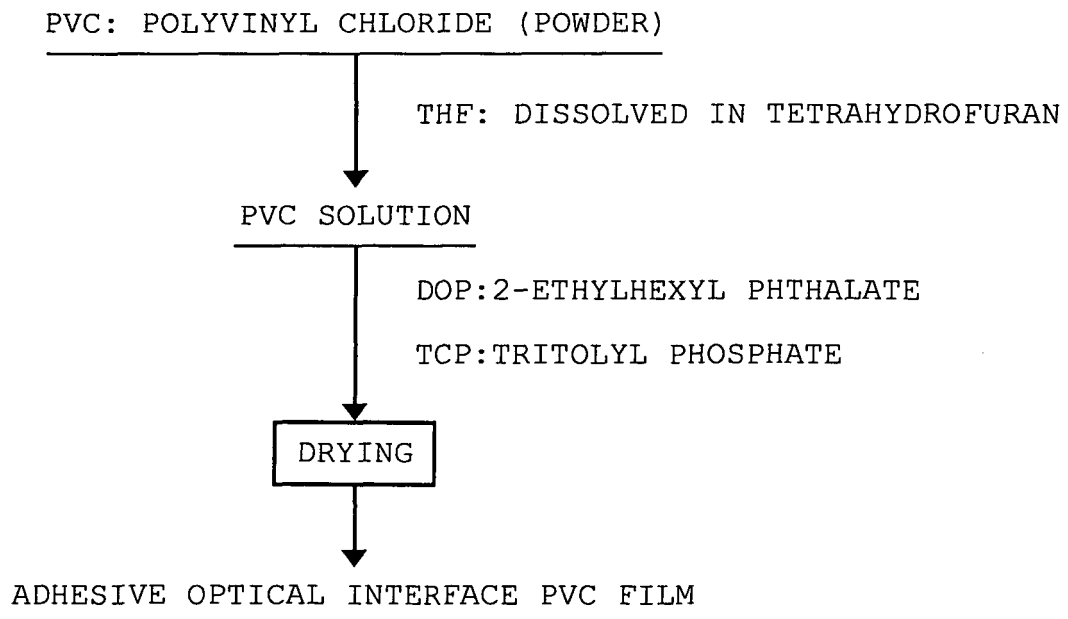 PVC: POLYVINYL CHLORIDE (POWDER)
THF: DISSOLVED IN TETRAHYDROFURAN
PVC SOLUTION
DOP:2-ETHYLHEXYL PHTHALATE
TCP:TRITOLYL PHOSPHATE
DRYING
ADHESIVE OPTICAL INTERFACE PVC FILM